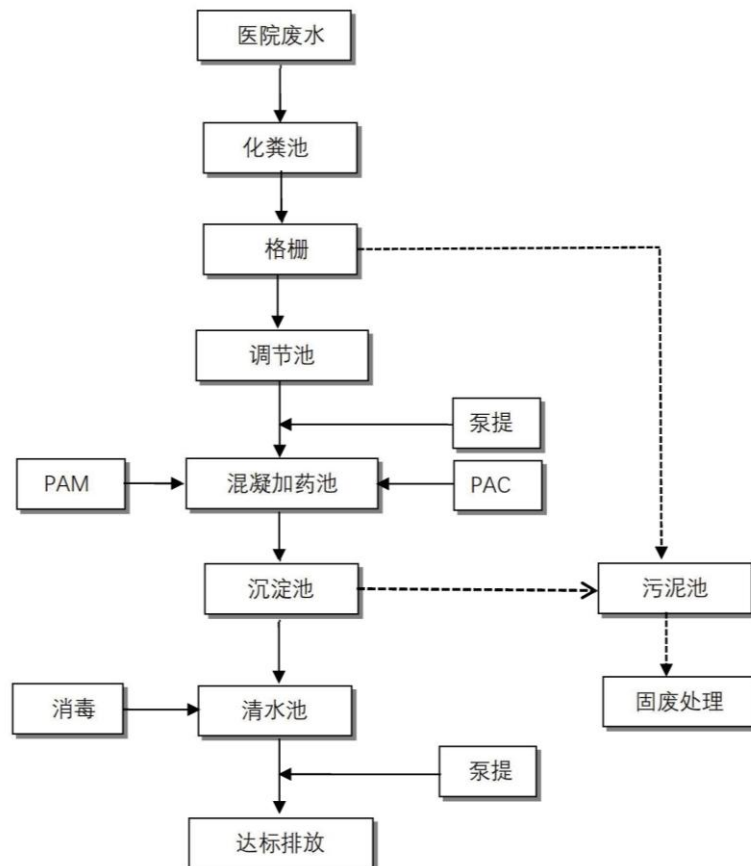 医院废水
化粪池
格栅
调节池
泵提
PAM
混凝加药池
PAC
沉淀池
污泥池
消毒
清水池
固废处理
泵提
达标排放